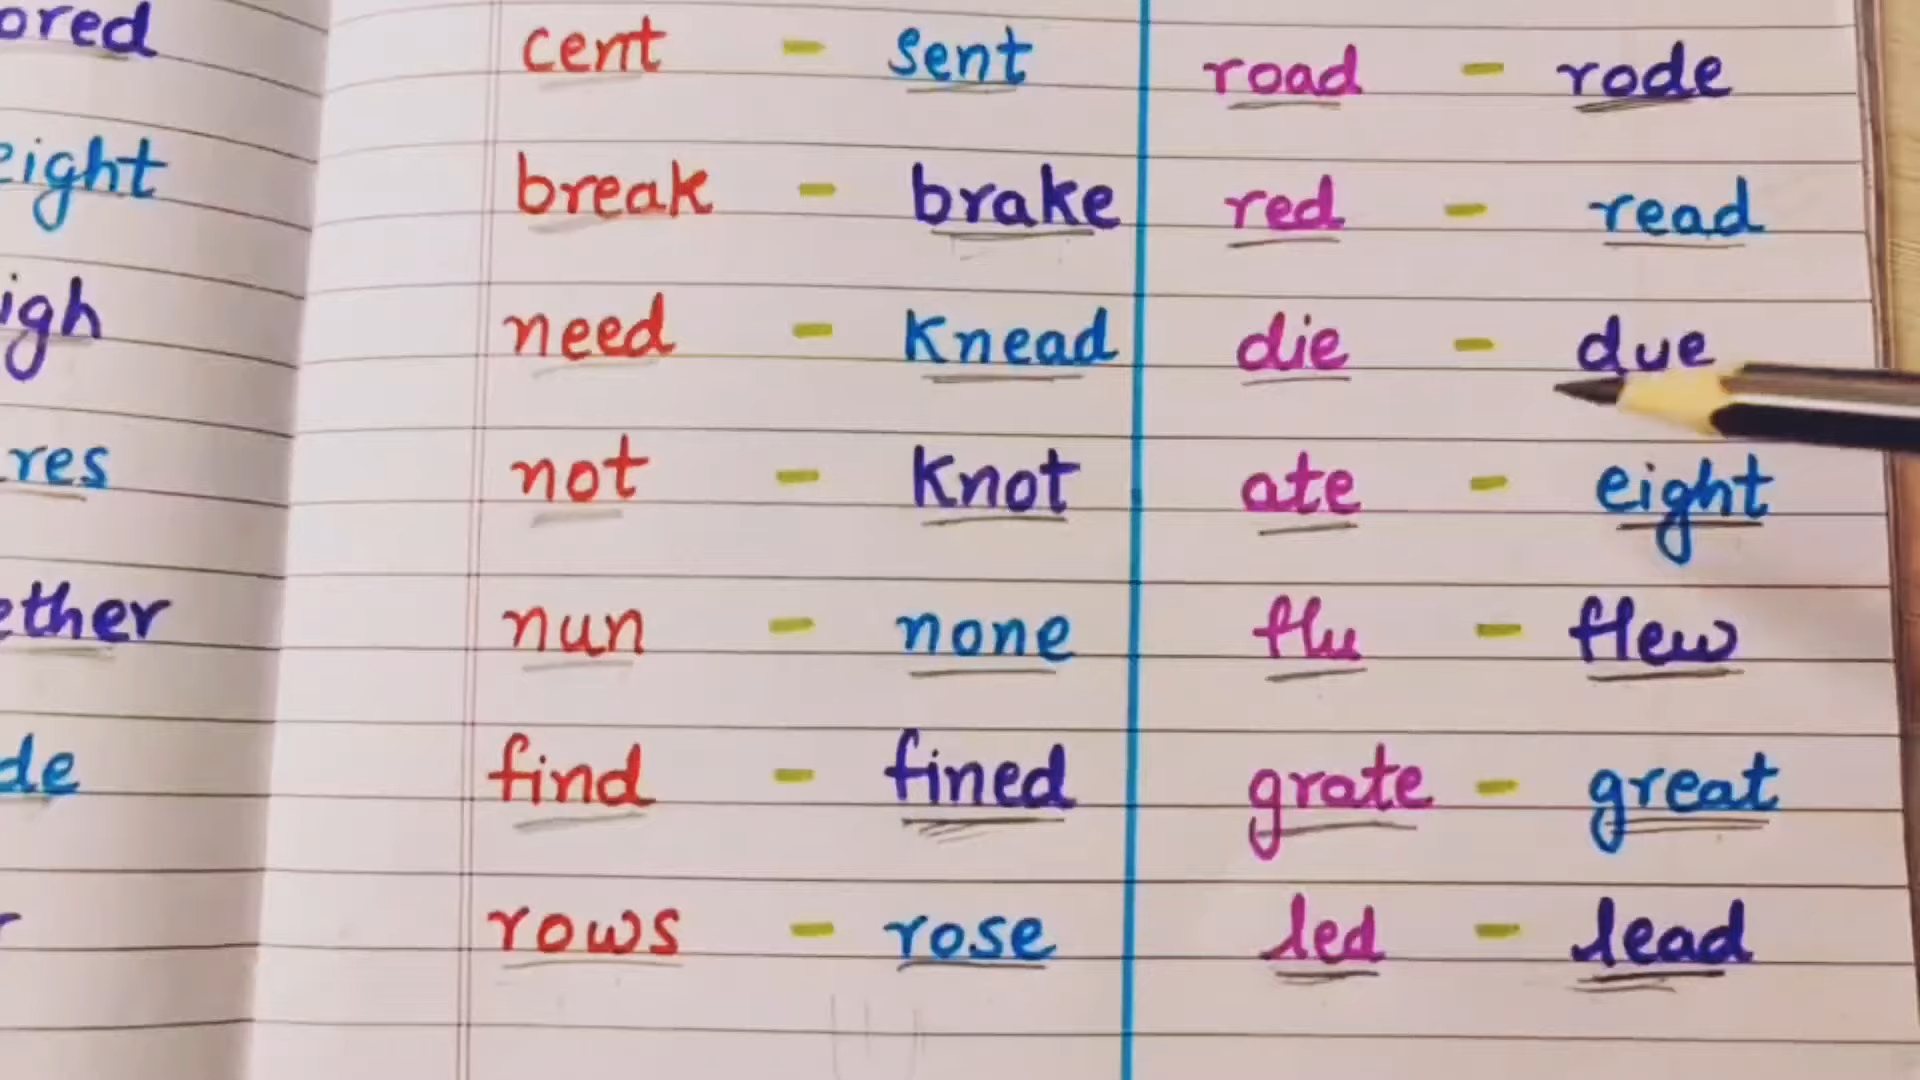 cent - sent road - rode
break - brake red - read
need - knead die - due
not - knot ate - eight
nun - none flu - flew
find - fined grate - great
rows - rose led - lead